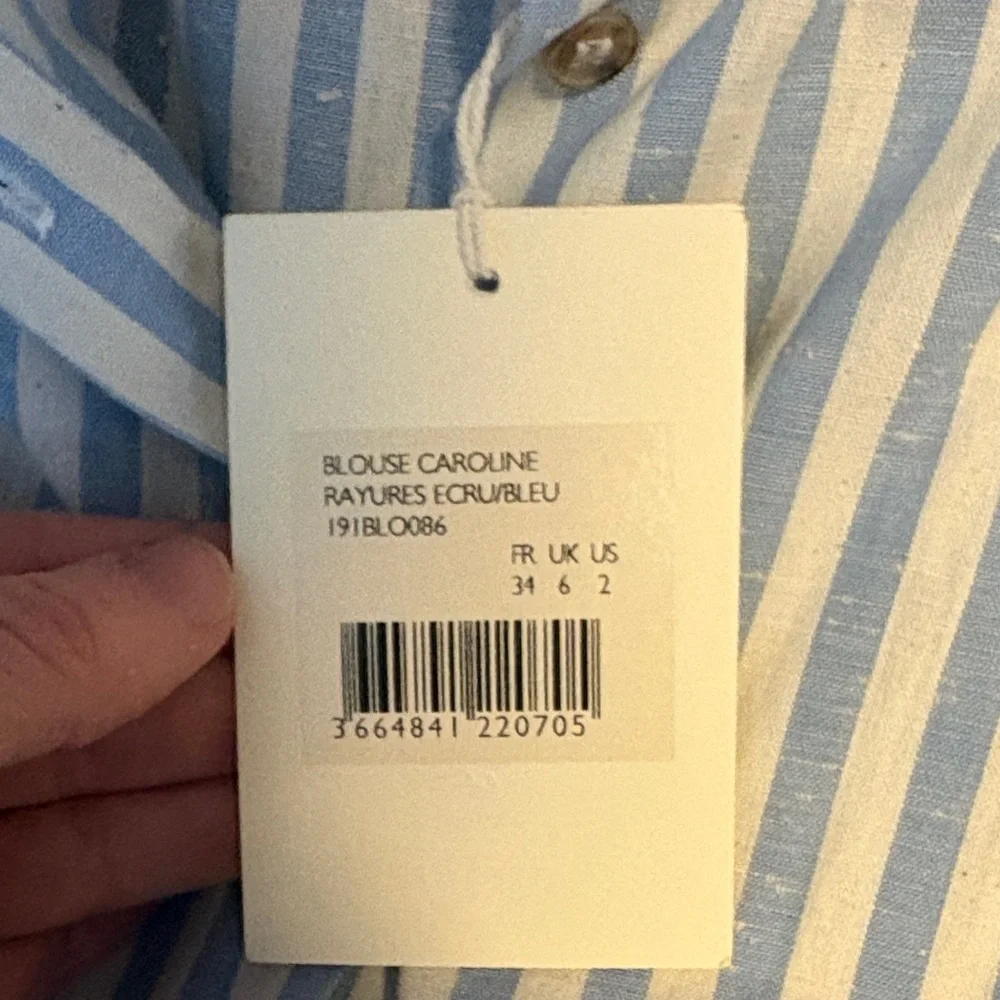 BLOUSE CAROLINE
RAYURES ECRU/BLEU
191BLO086
FR UK US
34 6 2
3 664841 220705